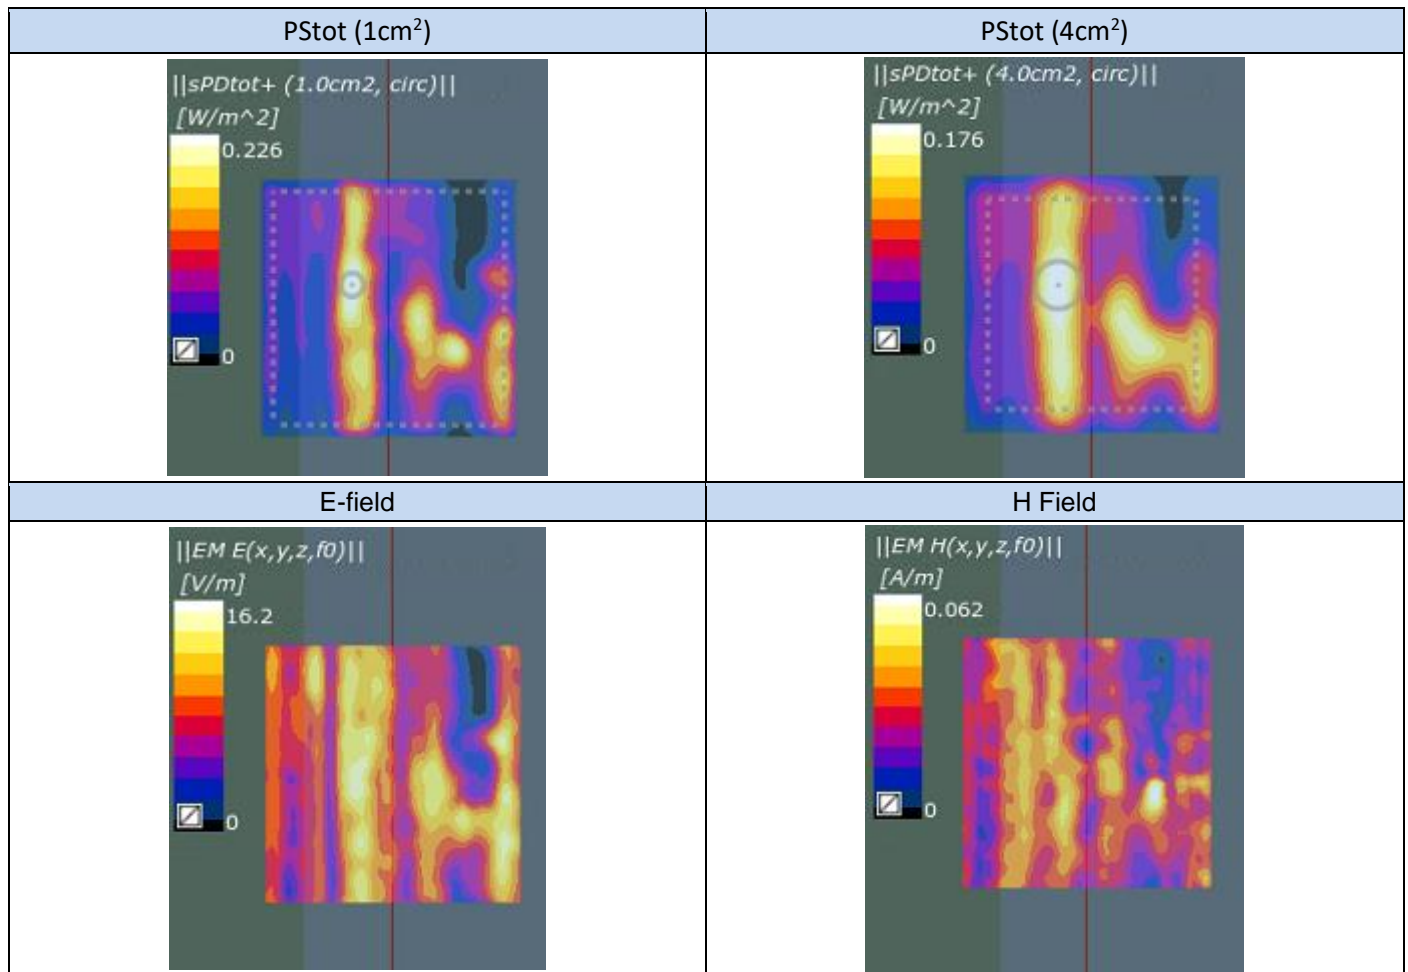 PStot (1cm²)
PStot (4cm²)
||sPDtot+ (1.0cm2, circ)||
[W/m^2]
0.226
0
||sPDtot+ (4.0cm2, circ)||
[W/m^2]
0.176
0
E-field
H Field
||EM E(x,y,z,f0)||
[V/m]
16.2
0
||EM H(x,y,z,f0)||
[A/m]
0.062
0